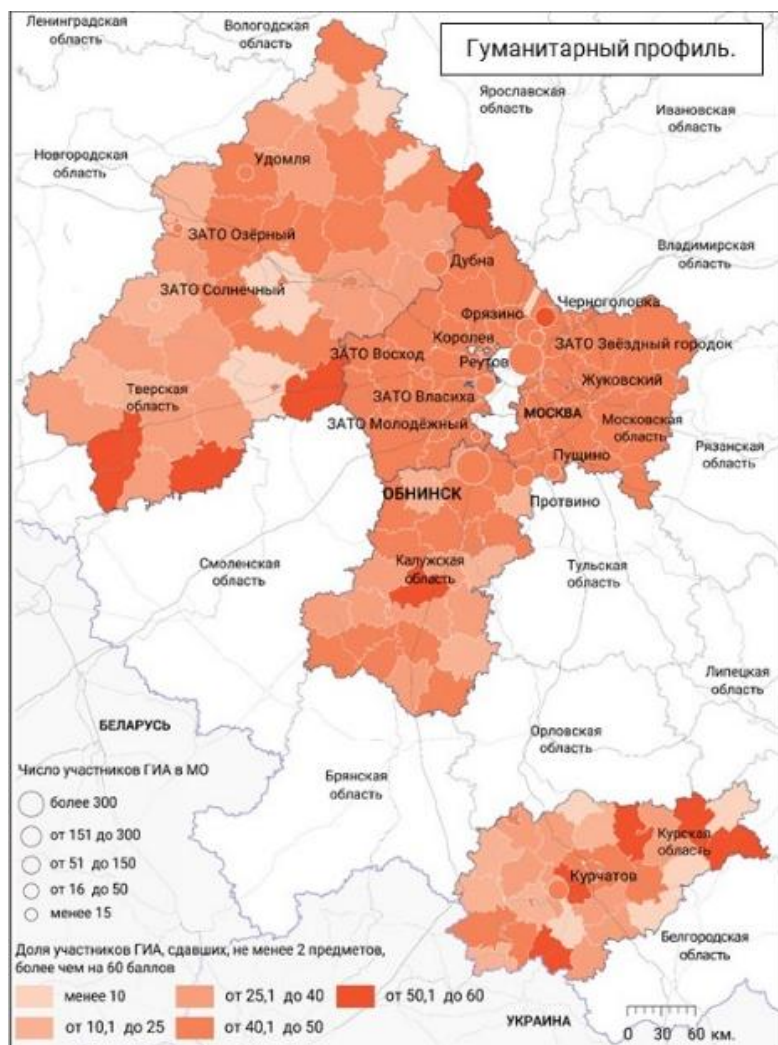 Ленинградская
область
Вологодская
область
Гуманитарный профиль.
Ярославская
область
Ивановская
область
Новгородская
область
Удомля
ЗАТО Озёрный
Владимирская
область
Дубна
ЗАТО Солнечный
Черноголовка
Фрязино
Королев
ЗАТО Восход
ЗАТО Звёздный городок
Реутов
Тверская
область
ЗАТО Власиха
Жуковский
ЗАТО Молодёжный
МОСКВА
Московская
область
Рязанская
область
Пущино
ОБНИНСК
Протвино
Смоленская
область
Калужская
область
Тульская
область
Липецкая
область
БЕЛАРУСЬ
Орловская
область
Брянская
область
Число участников ГИА в МО
более 300
от 151 до 300
от 51 до 150
от 16 до 50
менее 15
Курская
область
Курчатов
Белгородская
область
Доля участников ГИА, сдавших, не менее 2 предметов,
более чем на 60 баллов
менее 10
от 25,1 до 40
от 50,1 до 60
от 10,1 до 25
от 40,1 до 50
УКРАИНА
0 30 60 км.